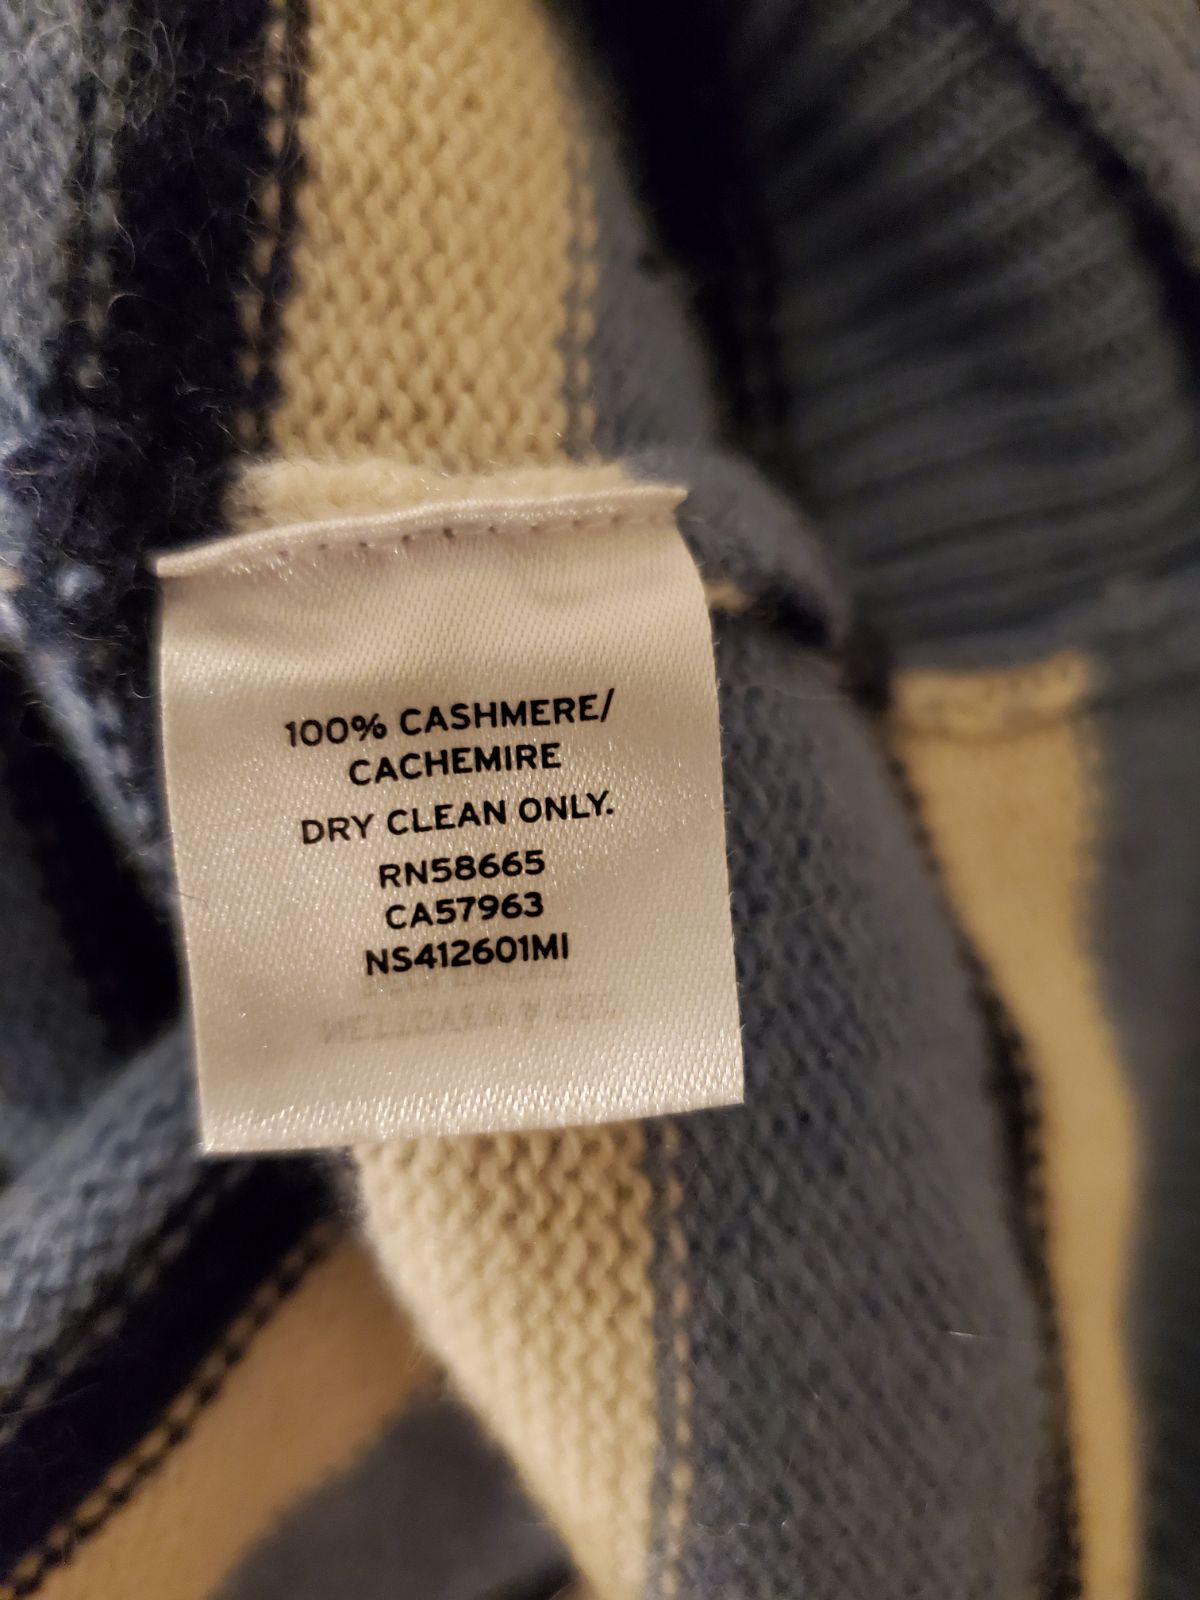 100% CASHMERE/
CACHEMIRE
DRY CLEAN ONLY.
RN58665
CA57963
NS412601MI